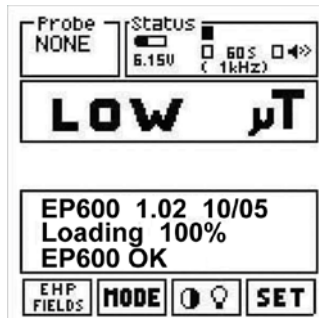 Probe
NONE
Status
6.15V
60S
( 1kHz)
LOW µT
EP600 1.02 10/05
Loading 100%
EP600 OK
EHP
FIELDS
MODE
SET